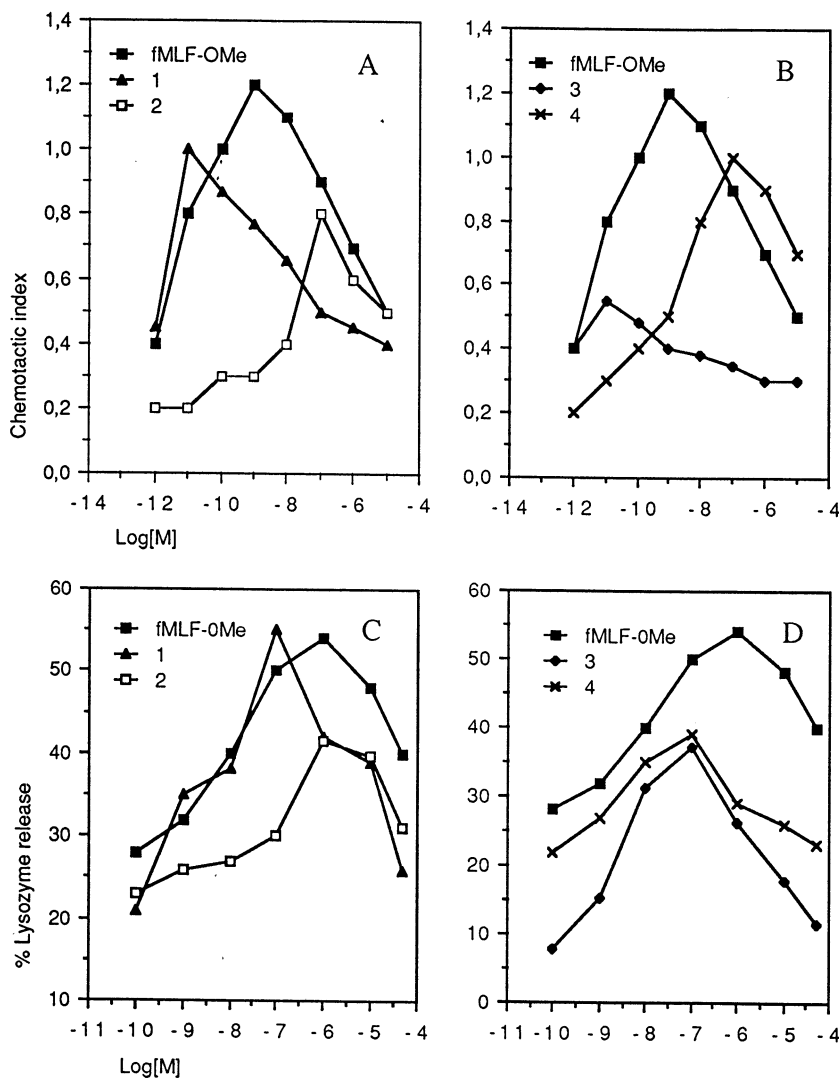 1,4
1,2
1,0
0,8
0,6
0,4
0,2
0,0
Chemotactic index
fMLF-OMe
1
2
A
-14 -12 -10 -8 -6 -4
Log[M]
1,4
1,2
1,0
0,8
0,6
0,4
0,2
0,0
fMLF-OMe
3
4
B
-14 -12 -10 -8 -6 -4
60
50
40
30
20
10
% Lysozyme release
fMLF-0Me
1
2
C
-11 -10 -9 -8 -7 -6 -5 -4
Log[M]
60
50
40
30
20
10
0
fMLF-0Me
3
4
D
-11 -10 -9 -8 -7 -6 -5 -4